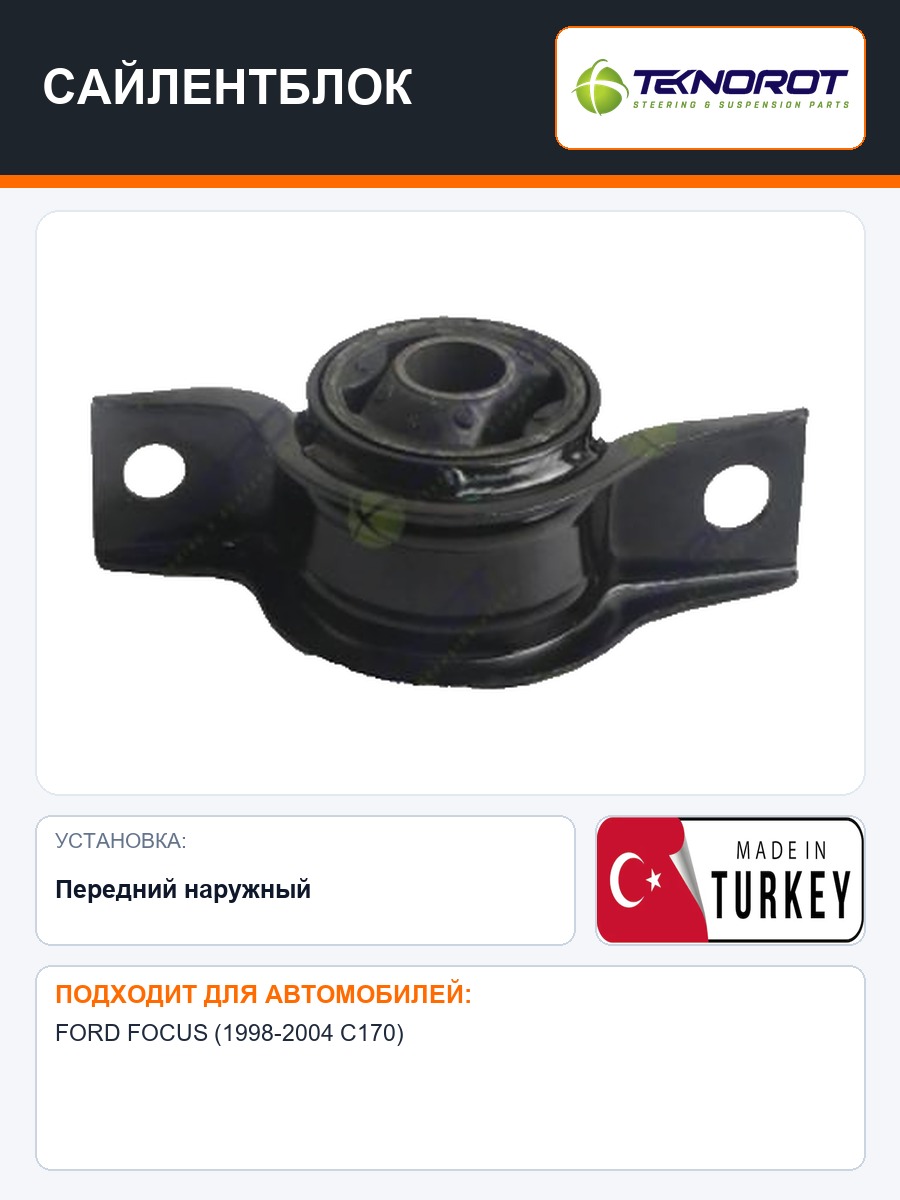 САЙЛЕНТБЛОК
TEKNOROT
STEERING & SUSPENSION PARTS
УСТАНОВКА:
Передний наружный
MADE IN
TURKEY
ПОДХОДИТ ДЛЯ АВТОМОБИЛЕЙ:
FORD FOCUS (1998-2004 C170)